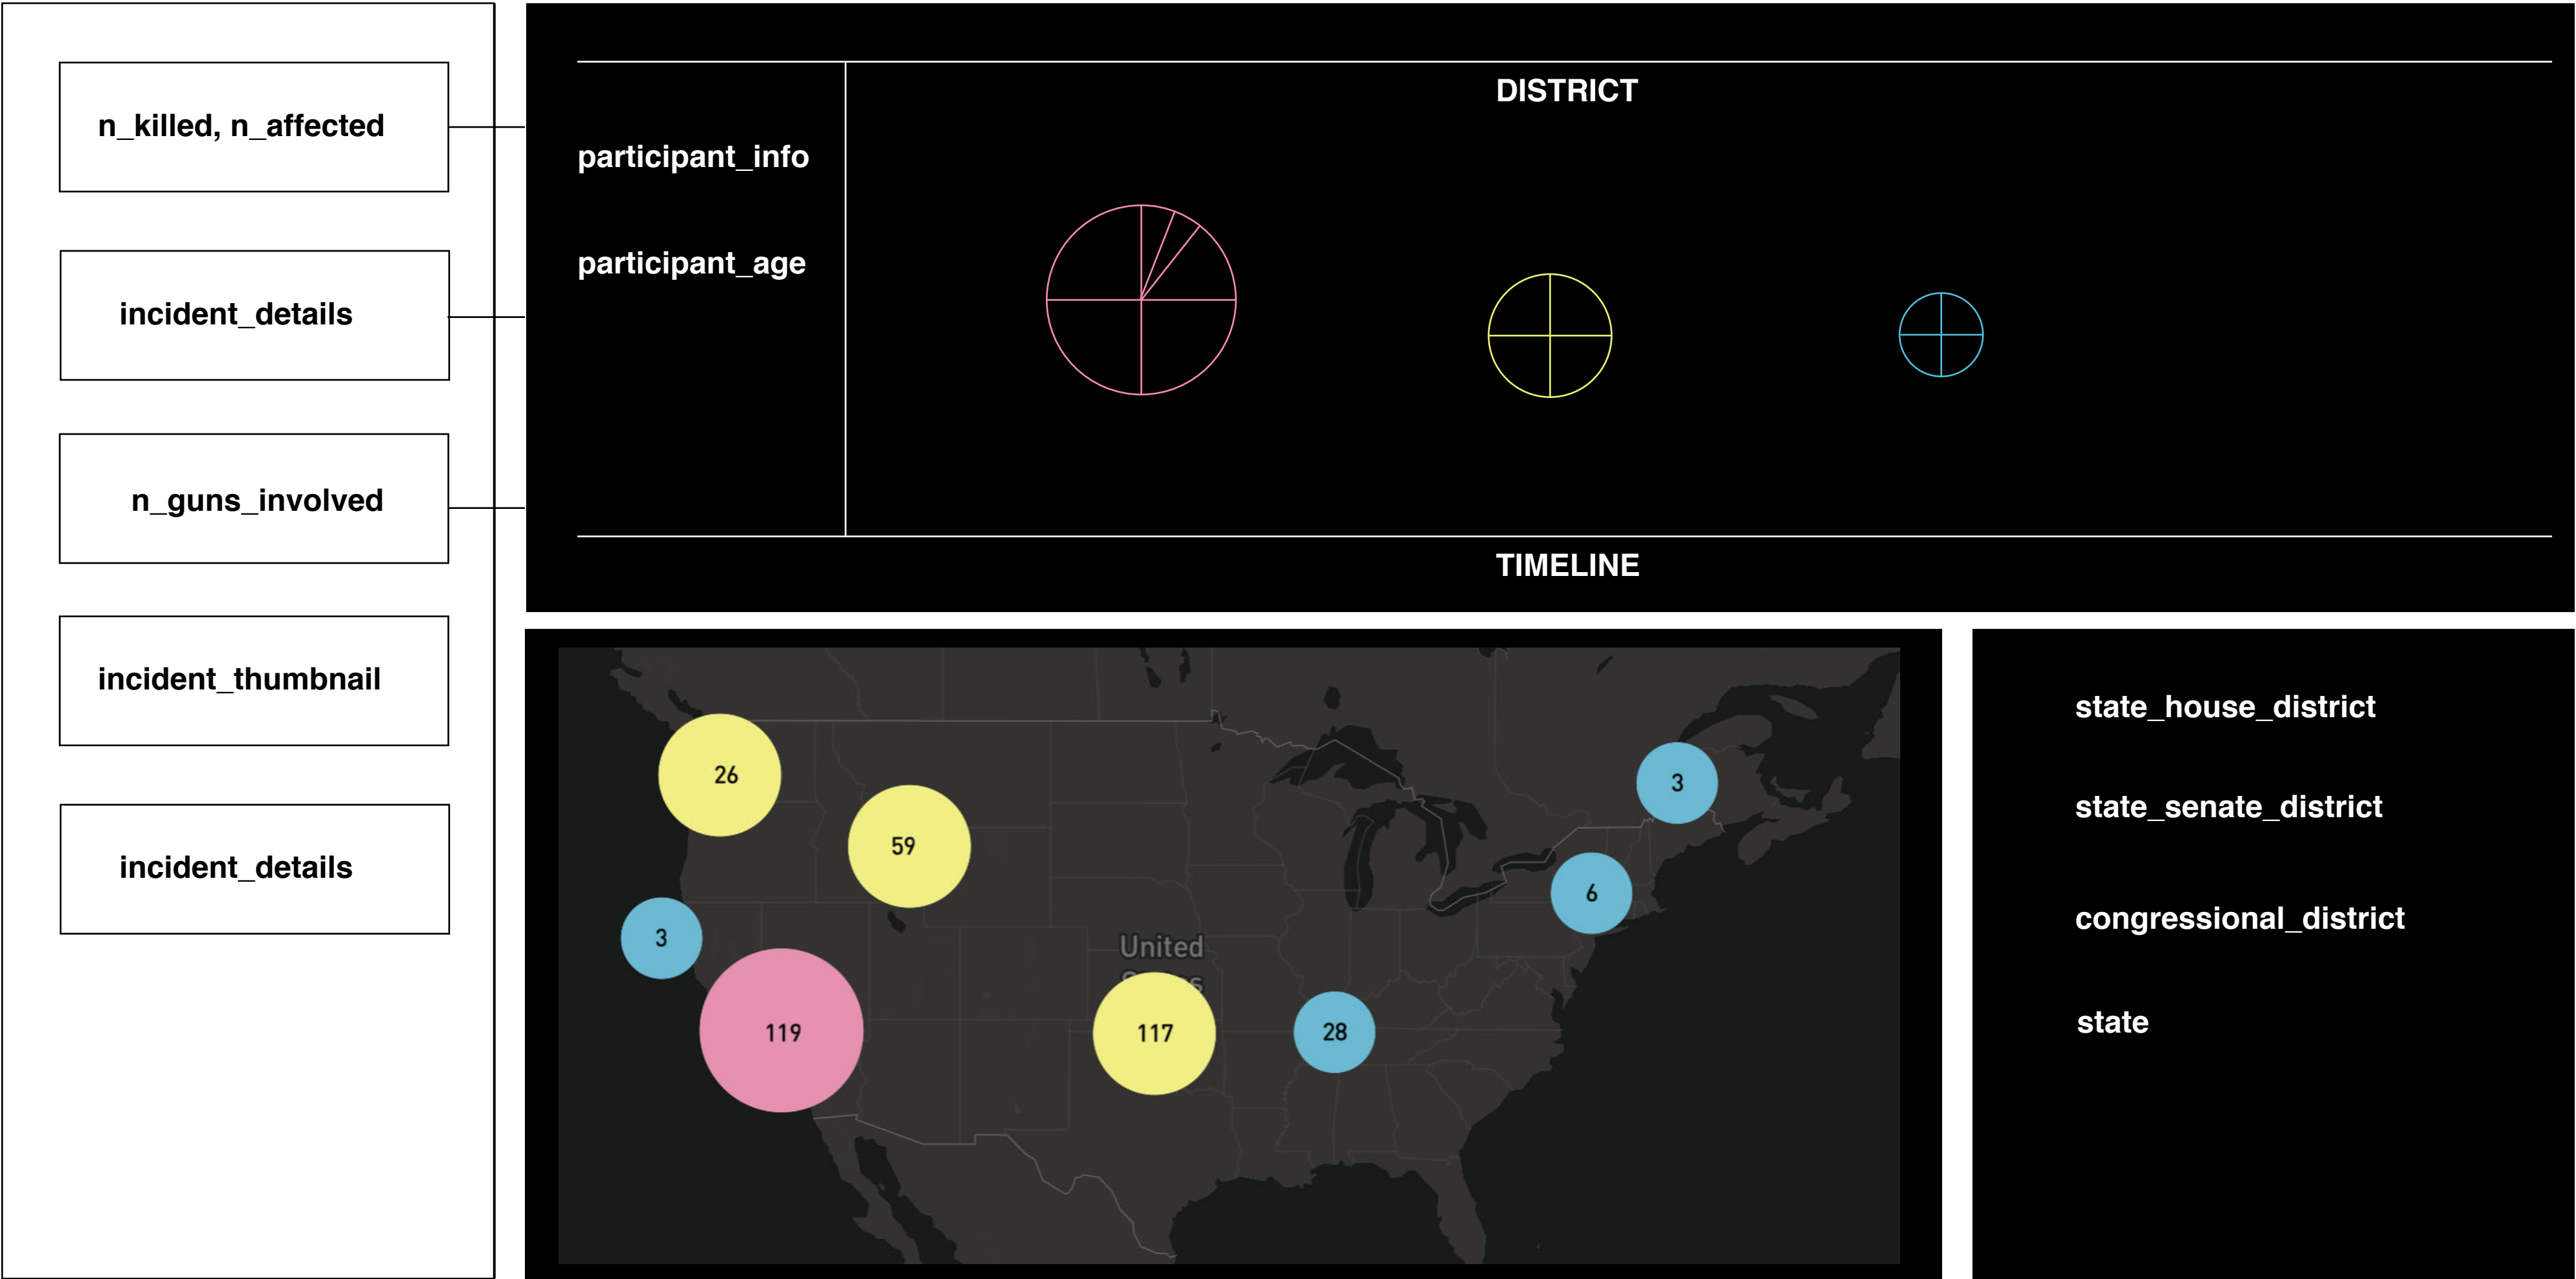 n_killed, n_affected
incident_details
n_guns_involved
incident_thumbnail
incident_details
DISTRICT
participant_info
participant_age
TIMELINE
26
59
3
119
United
117
28
3
6
state_house_district
state_senate_district
congressional_district
state